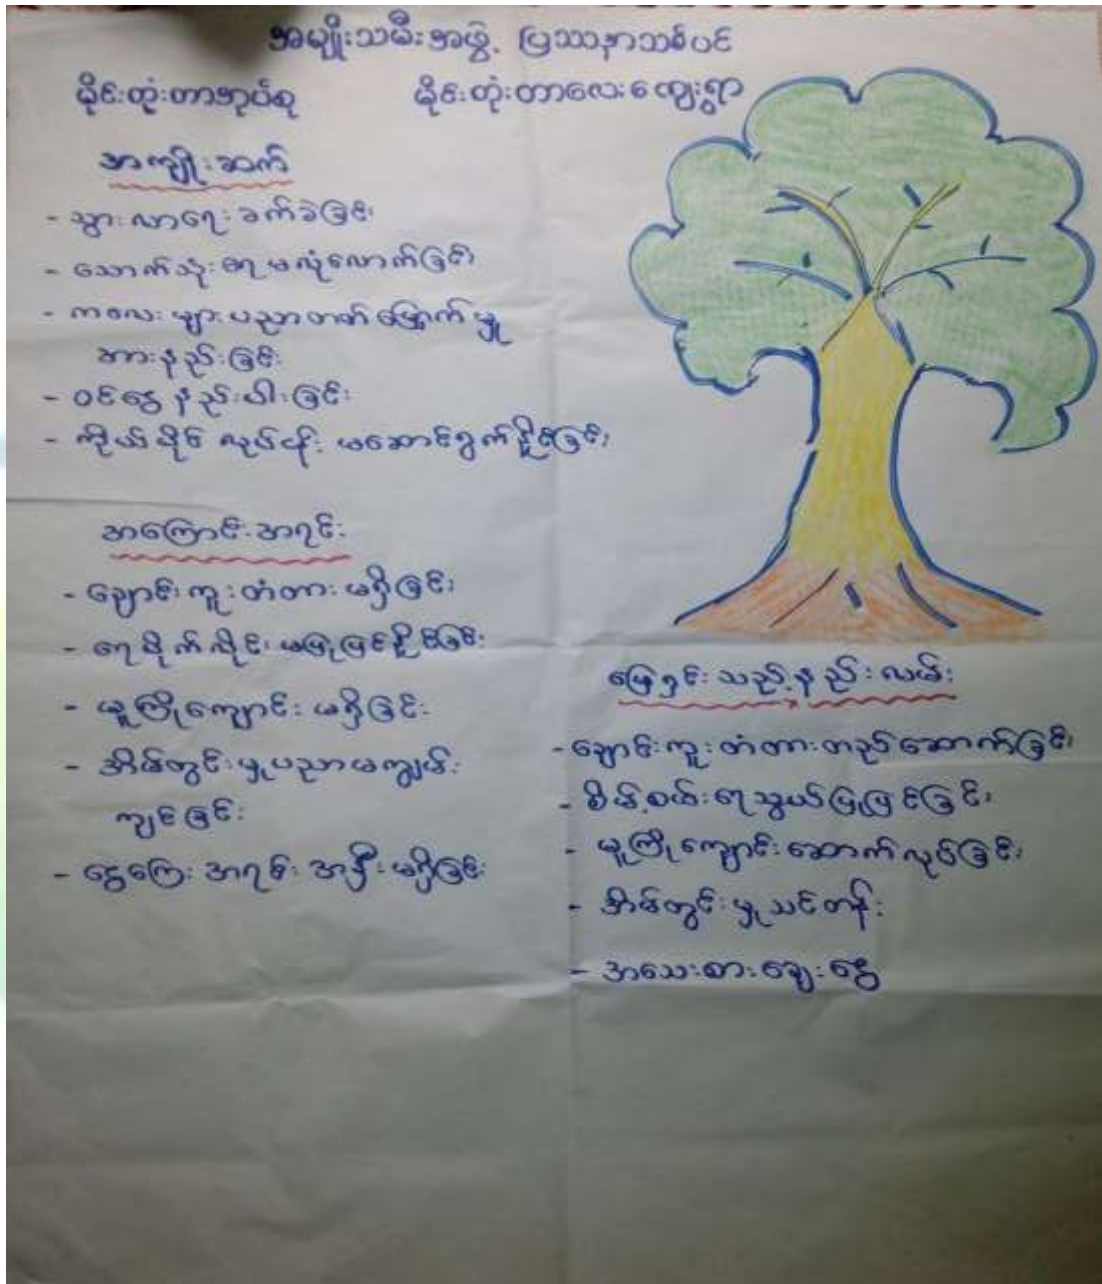 အမျိုးသမီးအဖွဲ့ ပြဿနာသစ်ပင်
မိုင်းတုံးတာအုပ်စု မိုင်းတုံးတာလေးကျေးရွာ
အကျိုးဆက်
- သွားလာရေးခက်ခဲခြင်း
- သောက်သုံးရေမလုံလောက်ခြင်း
- ကလေးများပညာတတ်မြောက်မှု
အားနည်းခြင်း
- ဝင်ငွေနည်းပါးခြင်း
- ကိုယ်ပိုင်လုပ်ငန်းမဆောင်ရွက်နိုင်ခြင်း
အကြောင်းအရင်း
- ချောင်းကူးတံတားမရှိခြင်း
- ရေပိုက်လိုင်းမပြုပြင်နိုင်ခြင်း
- မူကြိုကျောင်းမရှိခြင်း
- အိမ်တွင်းမှုပညာမကျွမ်း
ကျင်ခြင်း
- ငွေကြေးအရင်းအနှီးမရှိခြင်း
ဖြေရှင်းသည့်နည်းလမ်း
- ချောင်းကူးတံတားတည်ဆောက်ခြင်း
- စိမ့်စမ်းရေသွယ်ပြုပြင်ခြင်း
- မူကြိုကျောင်းဆောက်လုပ်ခြင်း
- အိမ်တွင်းမှုသင်တန်း
- အသေးစားချေးငွေ